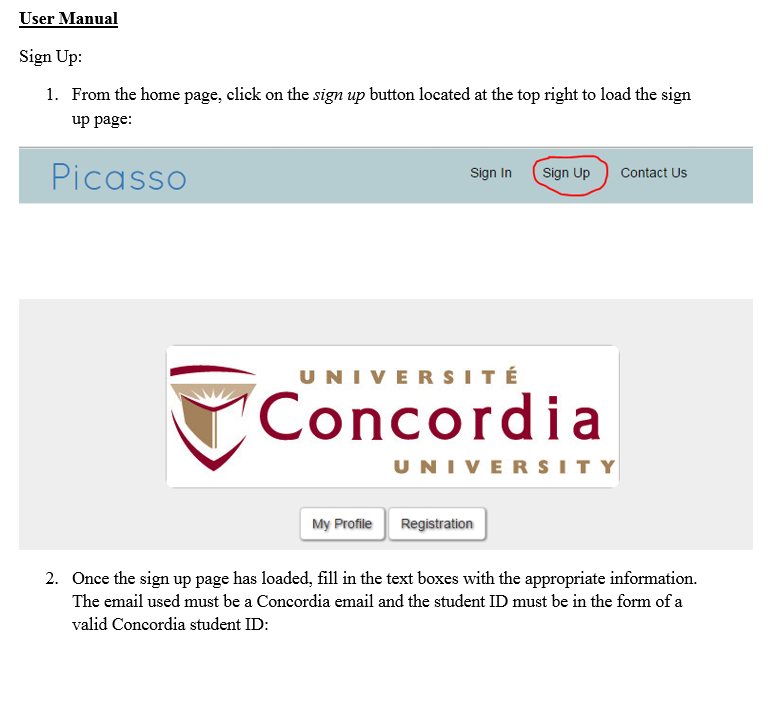 User Manual
Sign Up:
1. From the home page, click on the sign up button located at the top right to load the sign
up page:
Picasso
Sign In
Sign Up
Contact Us
UNIVERSITÉ
Concordia
UNIVERSITY
My Profile
Registration
2. Once the sign up page has loaded, fill in the text boxes with the appropriate information.
The email used must be a Concordia email and the student ID must be in the form of a
valid Concordia student ID: